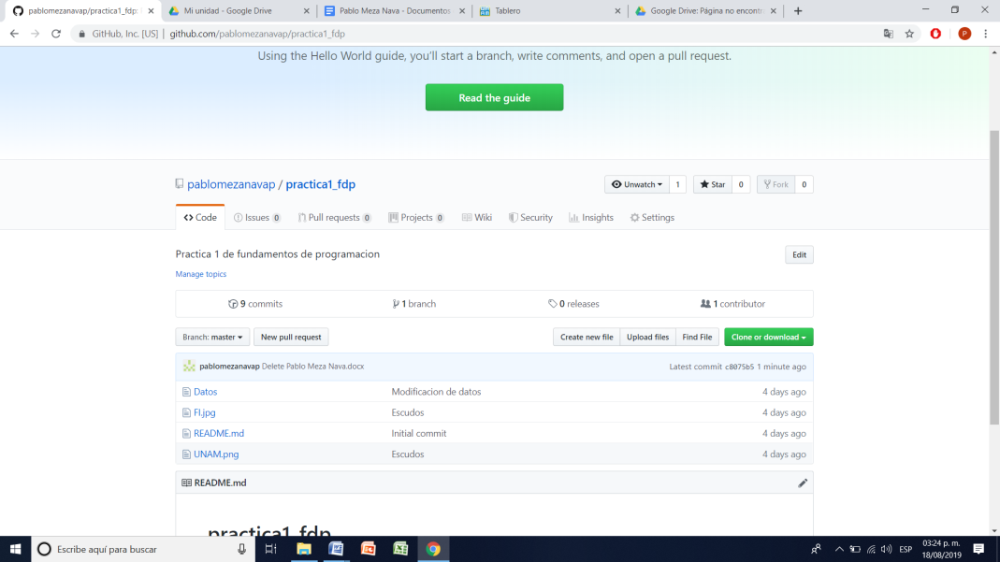 pablomezanavap/practica1_fdp:
Mi unidad - Google Drive
Pablo Meza Nava - Documentos
Tablero
Google Drive: Página no encont
GitHub, Inc. [US] | github.com/pablomezanavap/practica1_fdp
P
Using the Hello World guide, you'll start a branch, write comments, and open a pull request.
Read the guide
pablomezanavap / practica1_fdp
Unwatch 1 Star 0 Fork 0
Code Issues 0 Pull requests 0 Projects 0 Wiki Security Insights Settings
Practica 1 de fundamentos de programacion
Edit
Manage topics
9 commits 1 branch 0 releases 1 contributor
Branch: master New pull request Create new file Upload files Find File Clone or download
pablomezanavap Delete Pablo Meza Nava.docx Latest commit c8075b5 1 minute ago
Datos Modificacion de datos 4 days ago
FI.jpg Escudos 4 days ago
README.md Initial commit 4 days ago
UNAM.png Escudos 4 days ago
README.md
practica1_fdp
Escribe aquí para buscar
ESP
03:24 p. m.
18/08/2019